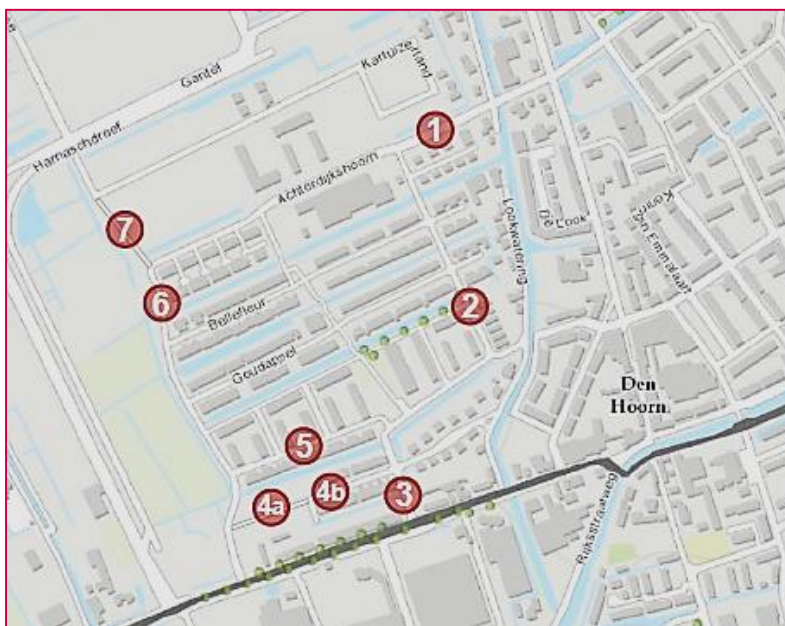 Kartuizerland
Gantel
Harnaschdreef
1
Achterdijkshoorn
De Look
Lookwatering
Koningin Emmalaan
7
6
2
Bellefleur
Goudappel
Den
Hoorn
5
4a
4b
3
Rijksstraatweg